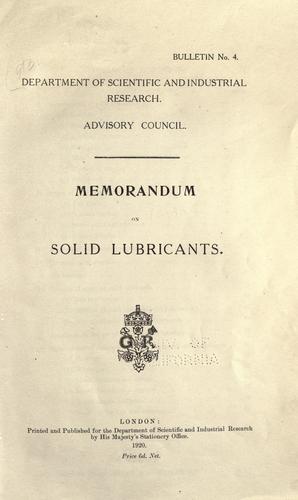 BULLETIN No. 4.
DEPARTMENT OF SCIENTIFIC AND INDUSTRIAL
RESEARCH.
ADVISORY COUNCIL.
MEMORANDUM
ON
SOLID LUBRICANTS.
G R
LONDON:
Printed and Published for the Department of Scientific and Industrial Research
by His Majesty's Stationery Office.
1920.
Price 6d. Net.